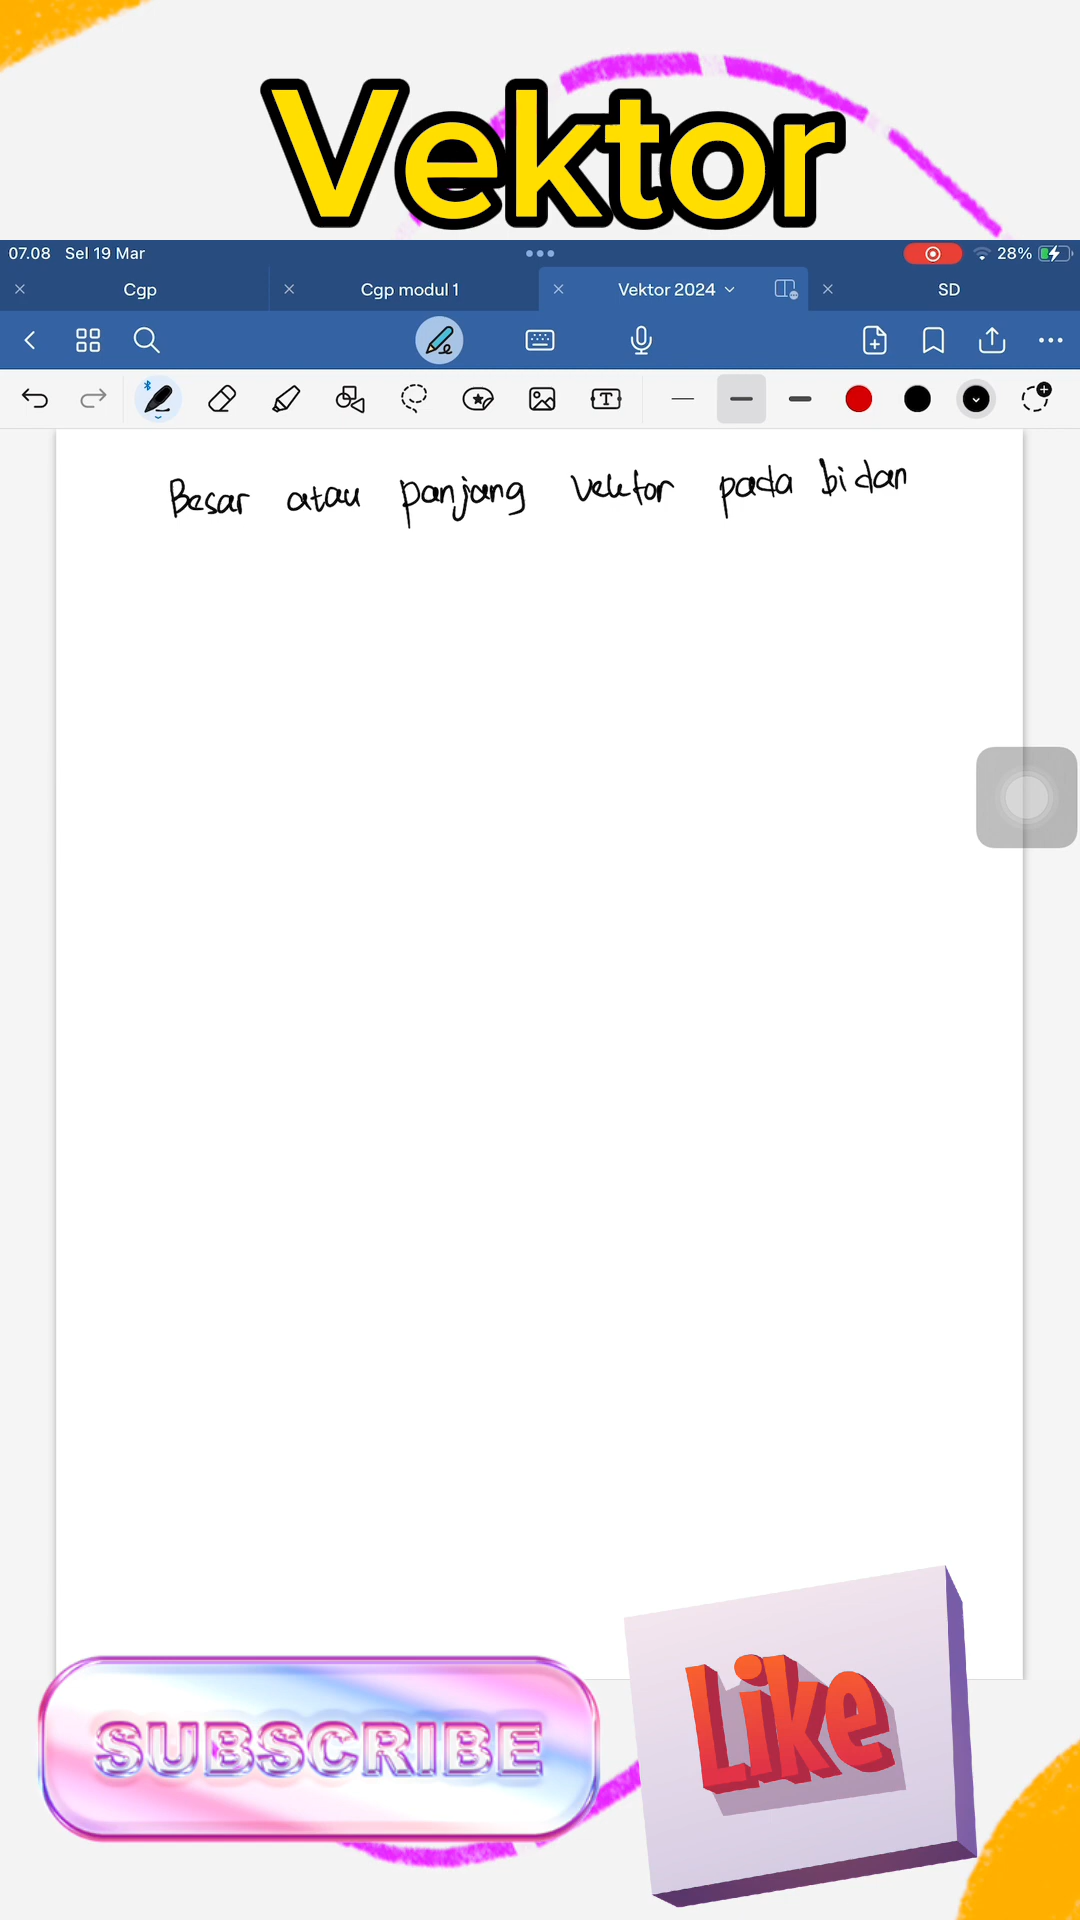 Vektor
07.08 Sel 19 Mar 28%
Cgp Cgp modul 1 Vektor 2024 SD
Besar atau panjang vektor pada bidan
SUBSCRIBE
Like